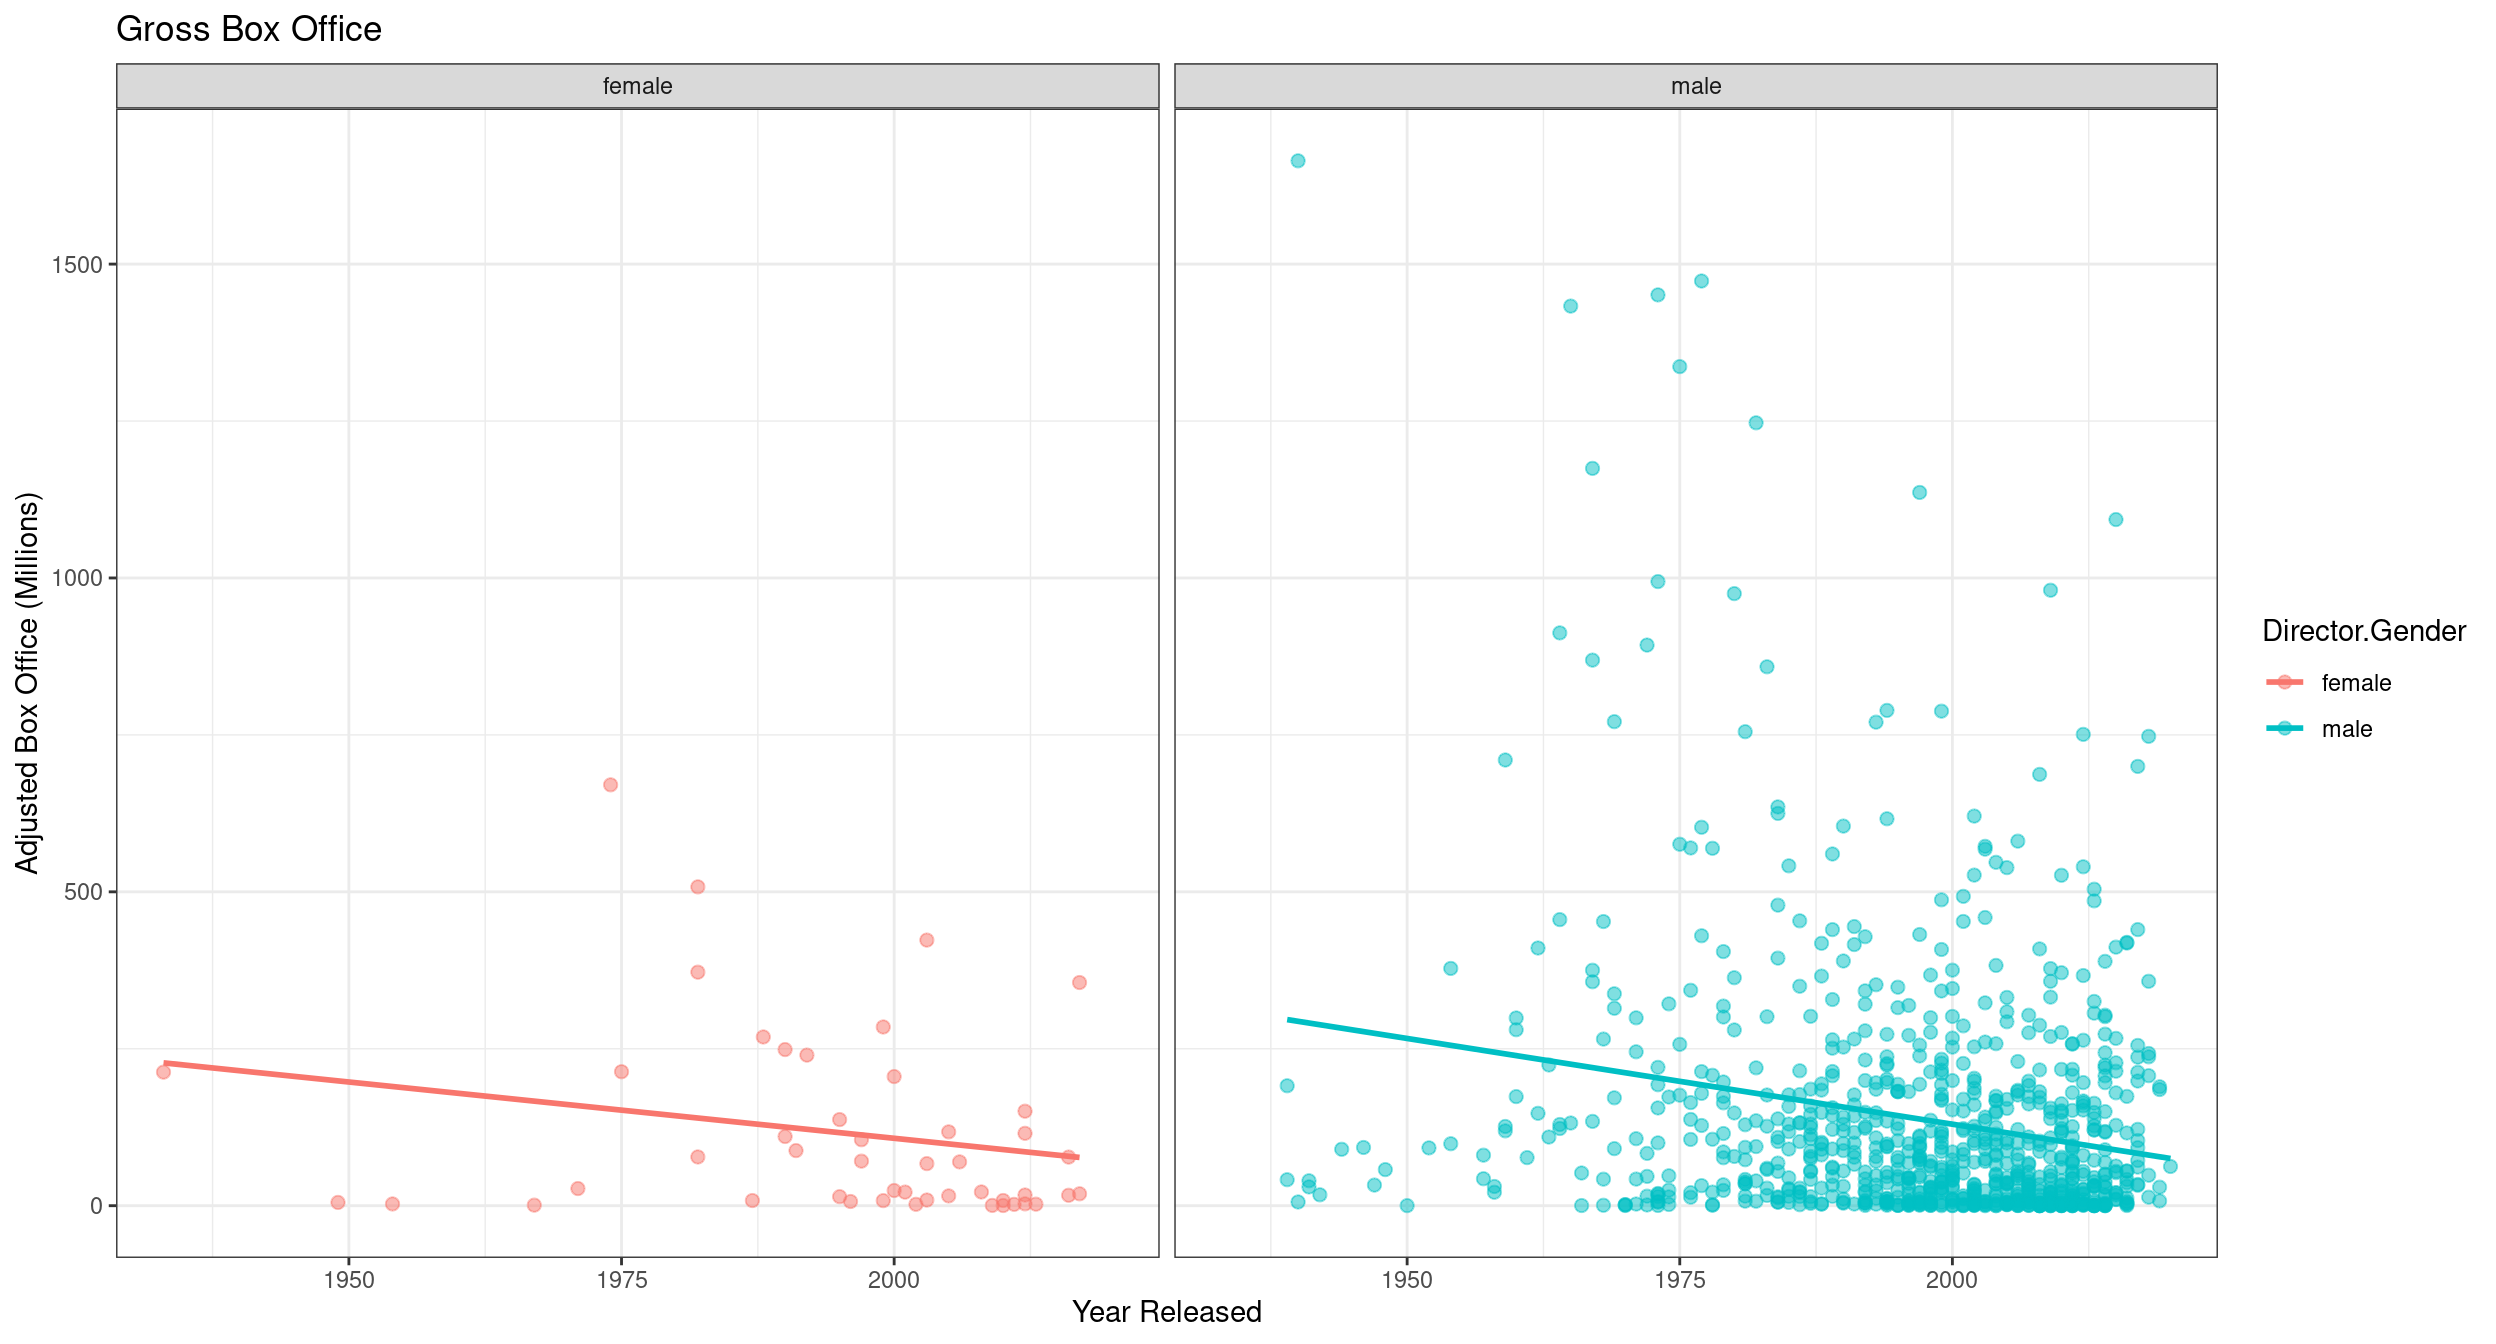 Gross Box Office
female
male
1500
1000
500
0
Adjusted Box Office (Millions)
1950
1975
2000
1950
1975
2000
Year Released
Director.Gender
female
male